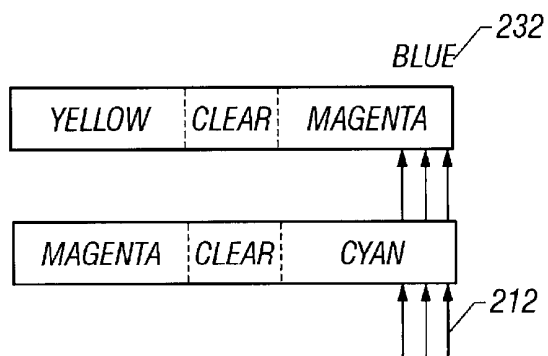 BLUE 232
YELLOW CLEAR MAGENTA
MAGENTA CLEAR CYAN
212